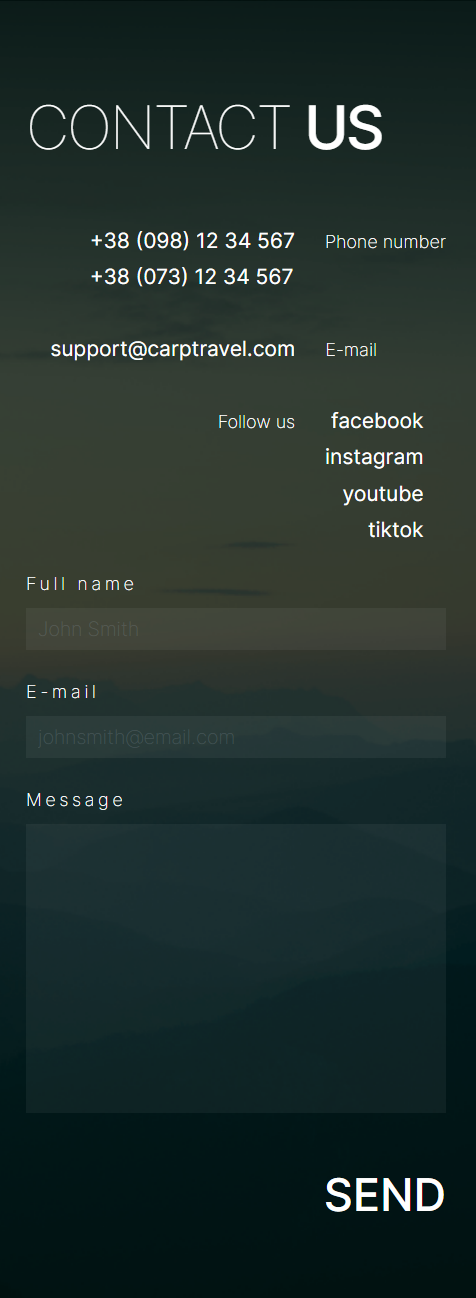 CONTACT US
+38 (098) 12 34 567 Phone number
+38 (073) 12 34 567
support@carptravel.com E-mail
Follow us facebook
instagram
youtube
tiktok
Full name
John Smith
E-mail
johnsmith@email.com
Message
SEND